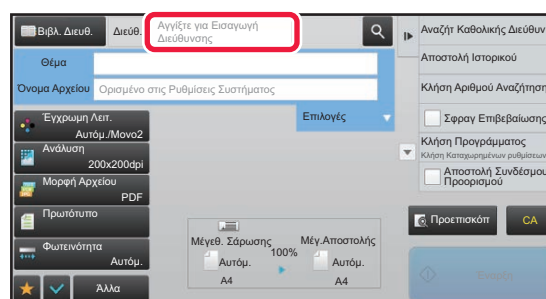 Βιβλ. Διευθ.
Διεύθ.
Αγγίξτε για Εισαγωγή
Διεύθυνσης
Θέμα
Όνομα Αρχείου
Ορισμένο στις Ρυθμίσεις Συστήματος
Επιλογές
Έγχρωμη Λειτ.
Αυτόμ./Μονο2
Ανάλυση
200x200dpi
Μορφή Αρχείου
PDF
Πρωτότυπο
Φωτεινότητα
Αυτόμ.
Άλλα
Μέγεθ. Σάρωσης
100%
Μέγ.Αποστολής
Αυτόμ.
Αυτόμ.
A4
A4
Αναζήτ Καθολικής Διεύθυν
Αποστολή Ιστορικού
Κλήση Αριθμού Αναζήτηση
Σφραγ Επιβεβαίωσης
Κλήση Προγράμματος
Κλήση Καταχωρημένων ρυθμίσεων
Αποστολή Συνδέσμου
Προορισμού
Προεπισκόπ
CA
Έναρξη